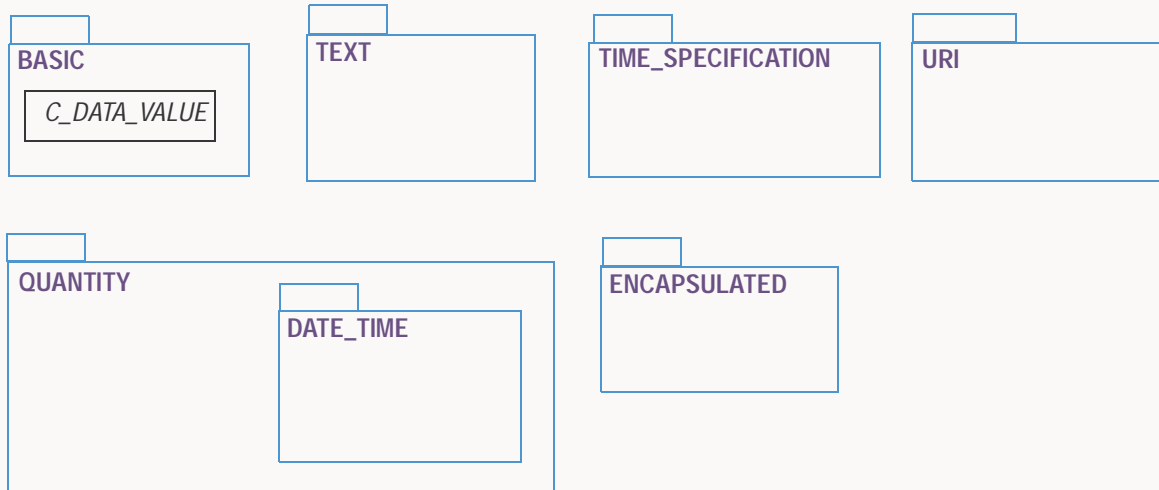 BASIC
C_DATA_VALUE
TEXT
TIME_SPECIFICATION
URI
QUANTITY
DATE_TIME
ENCAPSULATED